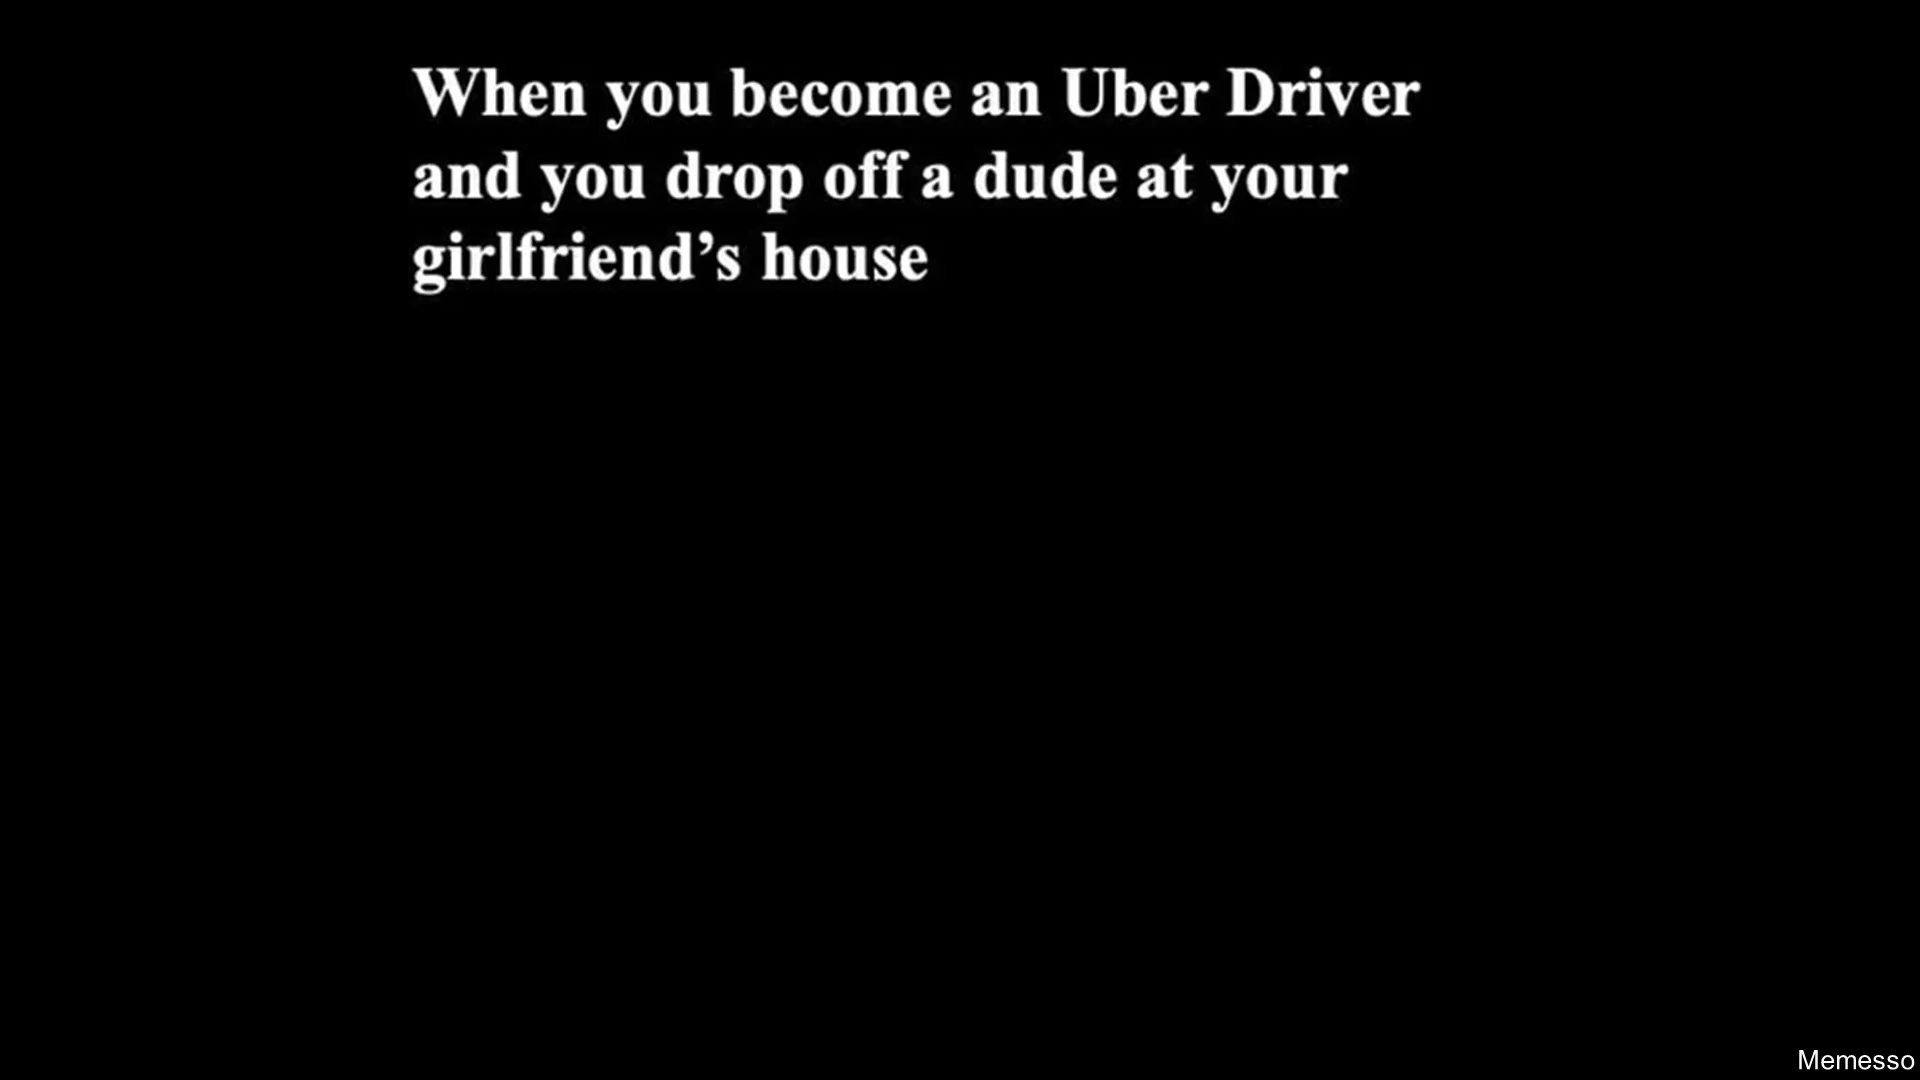 When you become an Uber Driver
and you drop off a dude at your
girlfriend’s house
Memesso